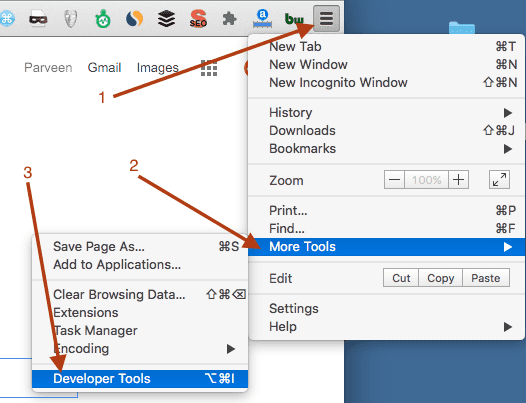 SEO
a
bw
Parveen Gmail Images
1
New Tab ⌘T
New Window ⌘N
New Incognito Window ⇧⌘N
History ▶
Downloads ⇧⌘J
Bookmarks ▶
Zoom — 100% +
Print... ⌘P
Find... ⌘F
More Tools ▶
Edit Cut Copy Paste
Settings
Help ▶
2
3
Save Page As... ⌘S
Add to Applications...
Clear Browsing Data... ⇧⌘⌫
Extensions
Task Manager
Encoding ▶
Developer Tools ⌥⌘I